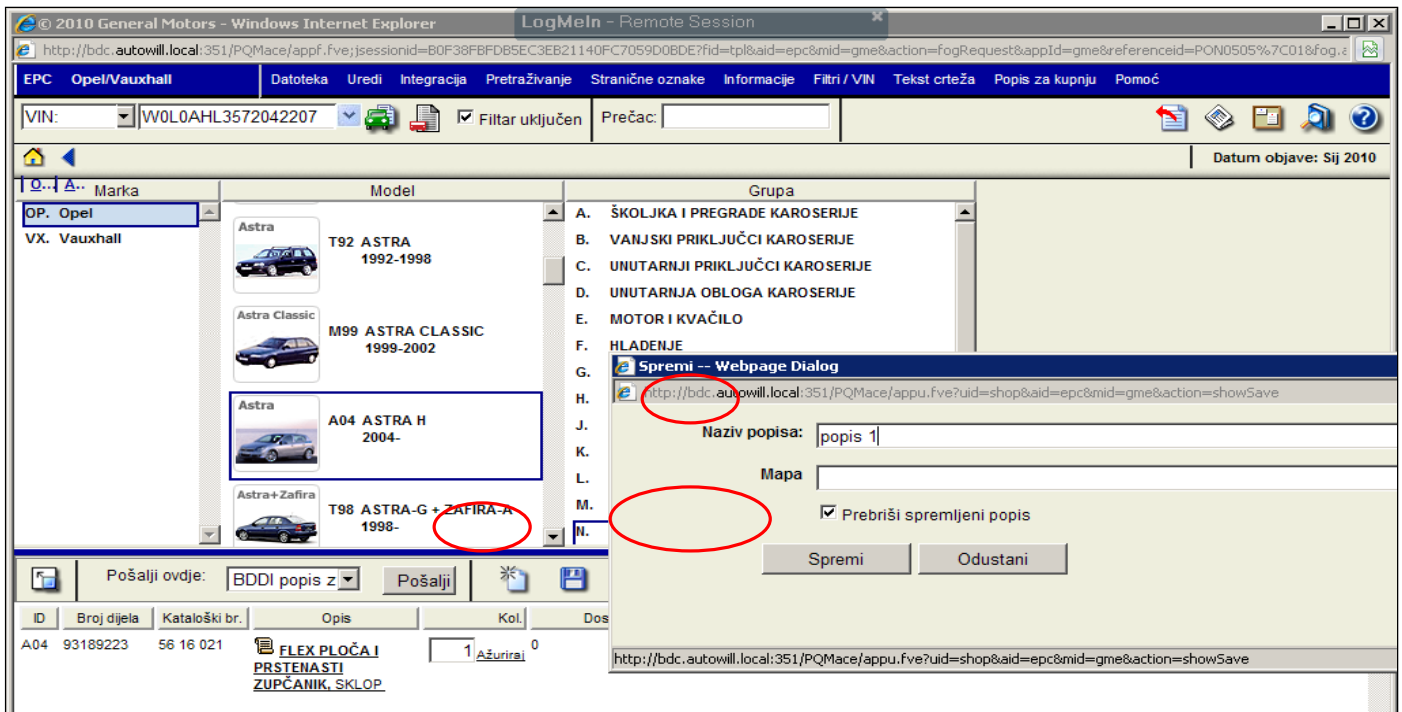 © 2010 General Motors - Windows Internet Explorer
LogMeIn - Remote Session
http://bdc.autowill.local:351/PQMace/appf.fve;jsessionid=B0F38FBFDB5EC3EB21140FC7059D0BDE?fid=tpl&aid=epc&mid=gme&action=fogRequest&appId=gme&referenceid=PON0505%7C01&fog.
EPC Opel/Vauxhall Datoteka Uredi Integracija Pretraživanje Stranične oznake Informacije Filtri / VIN Tekst crteža Popis za kupnju Pomoć
VIN: W0L0AHL3572042207 Filtar uključen Prečac:
Datum objave: Sij 2010
O... A.. Marka Model Grupa
OP. Opel
VX. Vauxhall
Astra
T92 ASTRA
1992-1998
Astra Classic
M99 ASTRA CLASSIC
1999-2002
Astra
A04 ASTRA H
2004-
Astra+Zafira
T98 ASTRA-G + ZAFIRA-A
1998-
A. ŠKOLJKA I PREGRADE KAROSERIJE
B. VANJSKI PRIKLJUČCI KAROSERIJE
C. UNUTARNJI PRIKLJUČCI KAROSERIJE
D. UNUTARNJA OBLOGA KAROSERIJE
E. MOTOR I KVAČILO
F. HLADENJE
G.
H.
J.
K.
L.
M.
N.
Spremi -- Webpage Dialog
http://bdc.autowill.local:351/PQMace/appu.fve?uid=shop&aid=epc&mid=gme&action=showSave
Naziv popisa: popis 1
Mapa
Prebriši spremljeni popis
Spremi Odustani
http://bdc.autowill.local:351/PQMace/appu.fve?uid=shop&aid=epc&mid=gme&action=showSave
Pošalji ovdje: BDDI popis z Pošalji
ID Broj dijela Kataloški br. Opis Kol. Dos
A04 93189223 56 16 021 FLEX PLOČA I 1 Ažuriraj 0
PRSTENASTI
ZUPČANIK, SKLOP